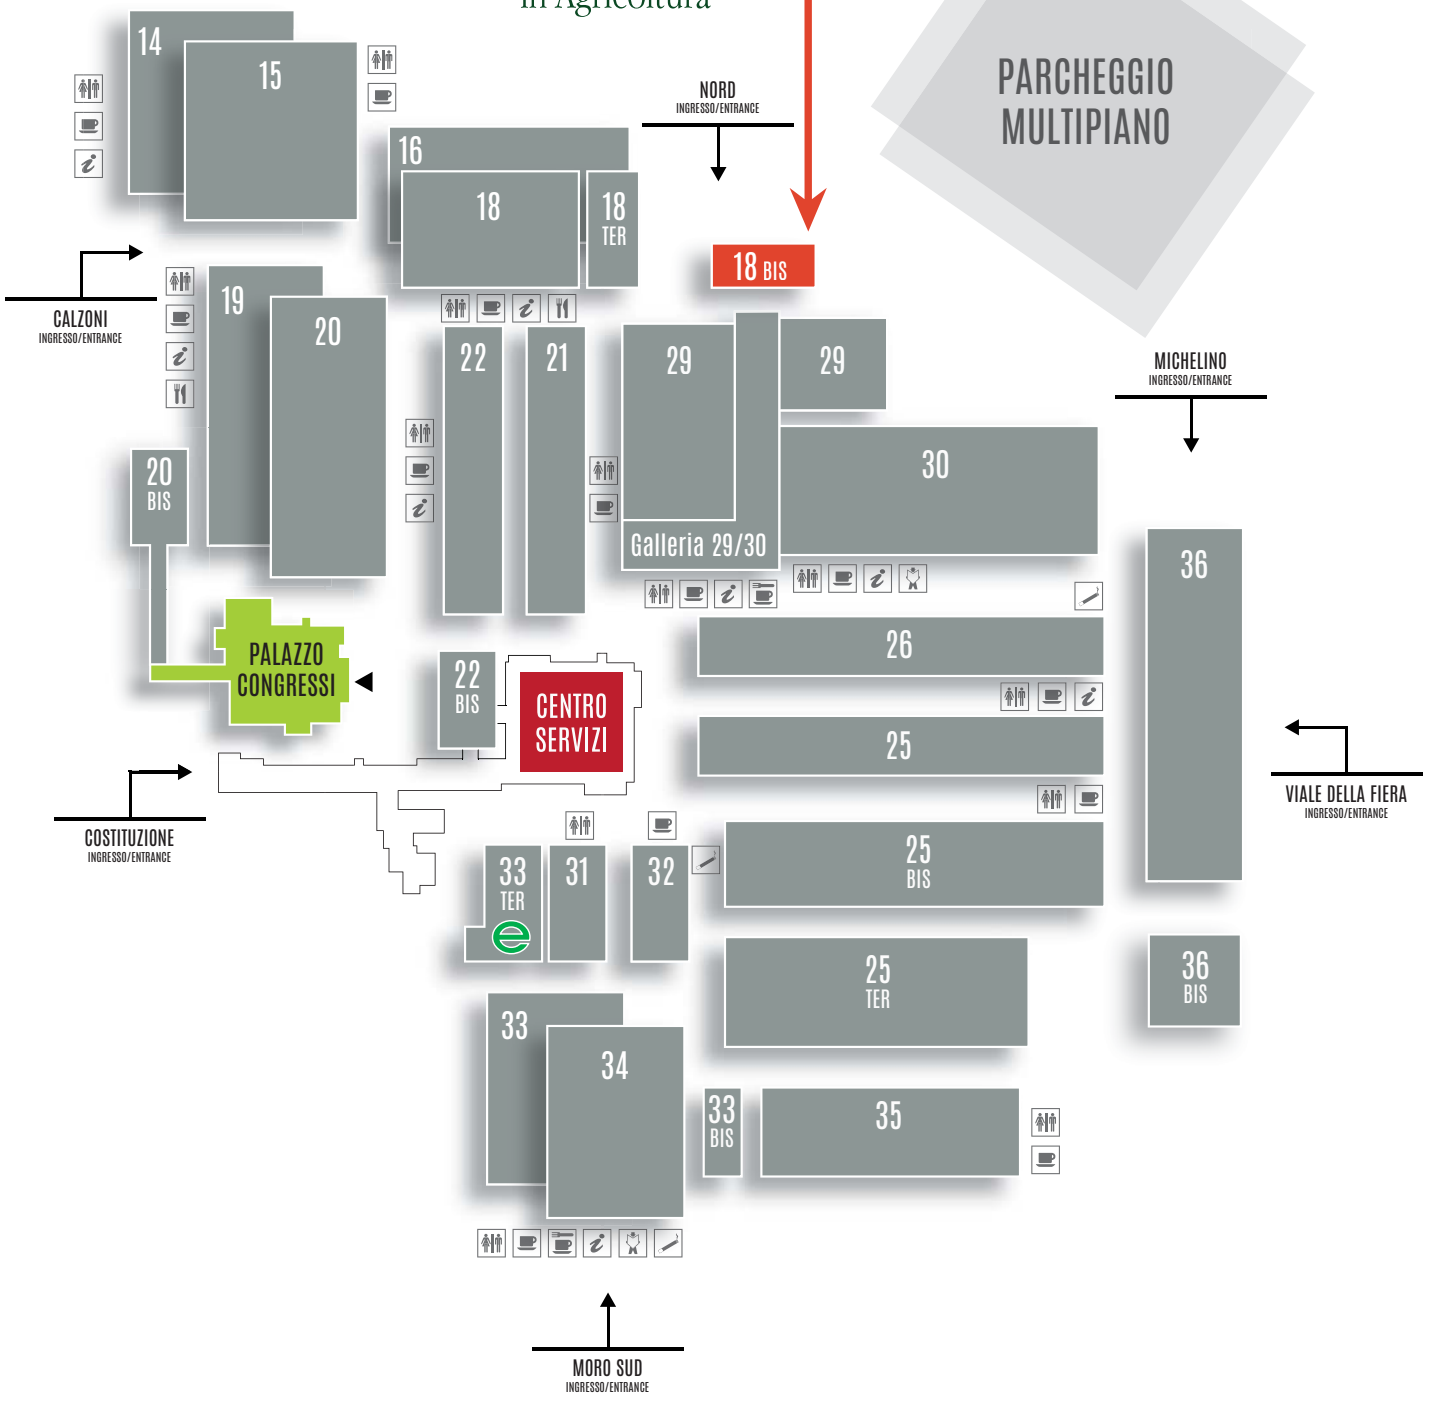 in Agricoltura
14
15
PARCHEGGIO
MULTIPIANO
NORD
INGRESSO/ENTRANCE
16
18
18
TER
18 BIS
CALZONI
INGRESSO/ENTRANCE
19
20
22
21
29
29
MICHELINO
INGRESSO/ENTRANCE
20
BIS
30
Galleria 29/30
36
PALAZZO
CONGRESSI
22
BIS
CENTRO
SERVIZI
26
25
VIALE DELLA FIERA
INGRESSO/ENTRANCE
COSTITUZIONE
INGRESSO/ENTRANCE
33
TER
e
31
32
25
BIS
25
TER
36
BIS
33
34
33
BIS
35
MORO SUD
INGRESSO/ENTRANCE